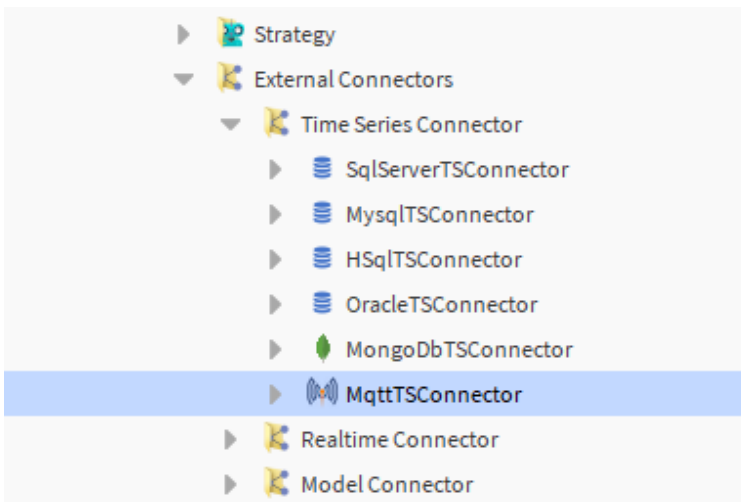 Strategy
External Connectors
Time Series Connector
SqlServerTSConnector
MysqlTSConnector
HSqlTSConnector
OracleTSConnector
MongoDbTSConnector
MqttTSConnector
Realtime Connector
Model Connector